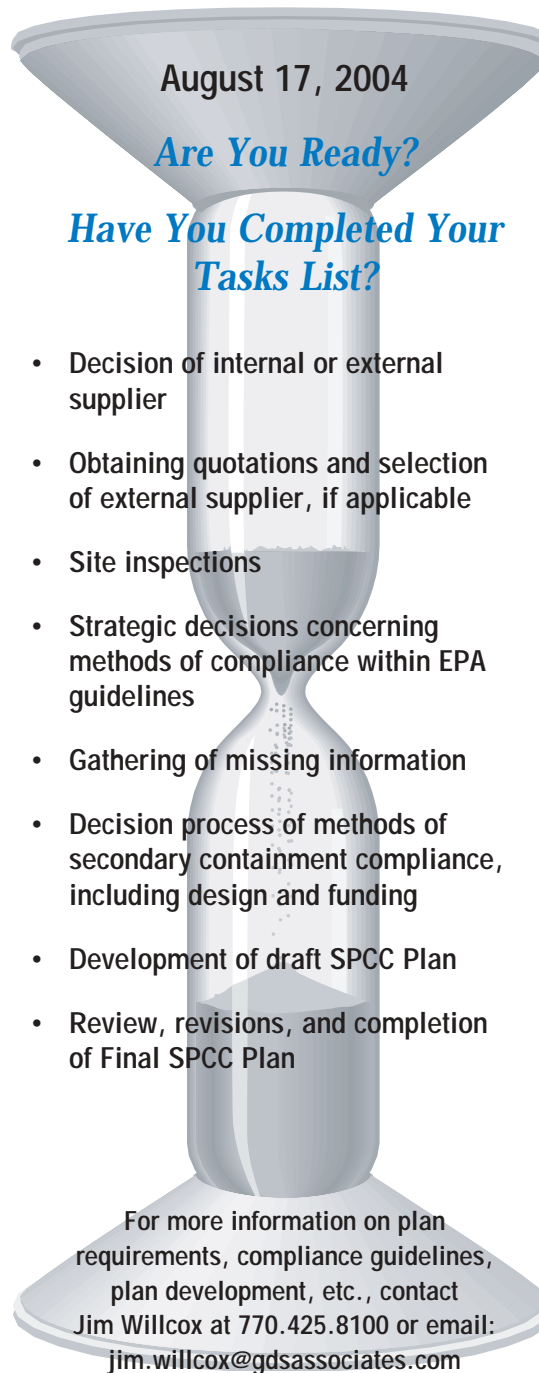 August 17, 2004
Are You Ready?
Have You Completed Your
Tasks List?
• Decision of internal or external
supplier
• Obtaining quotations and selection
of external supplier, if applicable
• Site inspections
• Strategic decisions concerning
methods of compliance within EPA
guidelines
• Gathering of missing information
• Decision process of methods of
secondary containment compliance,
including design and funding
• Development of draft SPCC Plan
• Review, revisions, and completion
of Final SPCC Plan
For more information on plan
requirements, compliance guidelines,
plan development, etc., contact
Jim Willcox at 770.425.8100 or email:
jim.willcox@gdsassociates.com